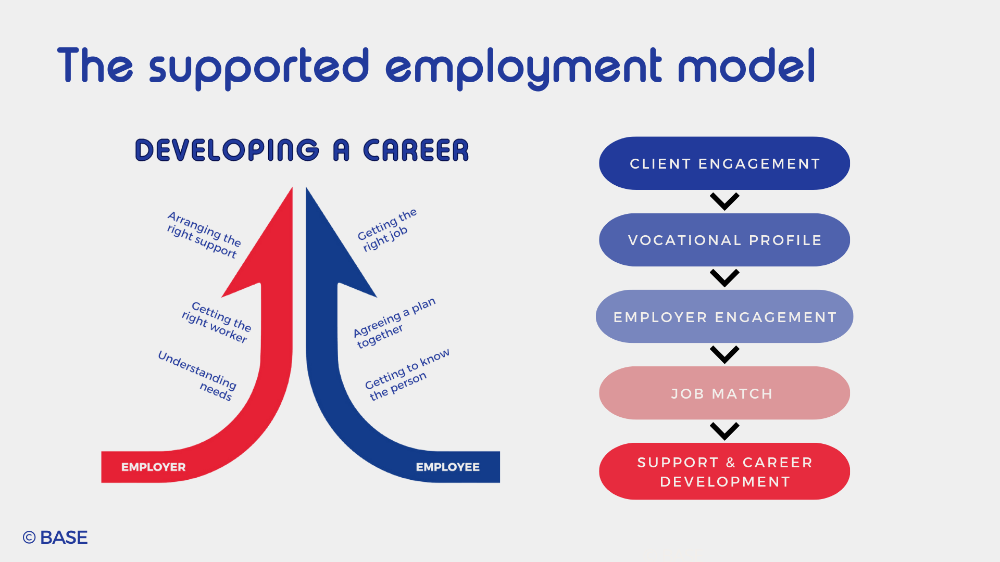 The supported employment model
DEVELOPING A CAREER
Arranging the
right support
Getting the
right worker
Understanding
needs
EMPLOYER
Getting the
right job
Agreeing a plan
together
Getting to know
the person
EMPLOYEE
CLIENT ENGAGEMENT
VOCATIONAL PROFILE
EMPLOYER ENGAGEMENT
JOB MATCH
SUPPORT & CAREER
DEVELOPMENT
© BASE